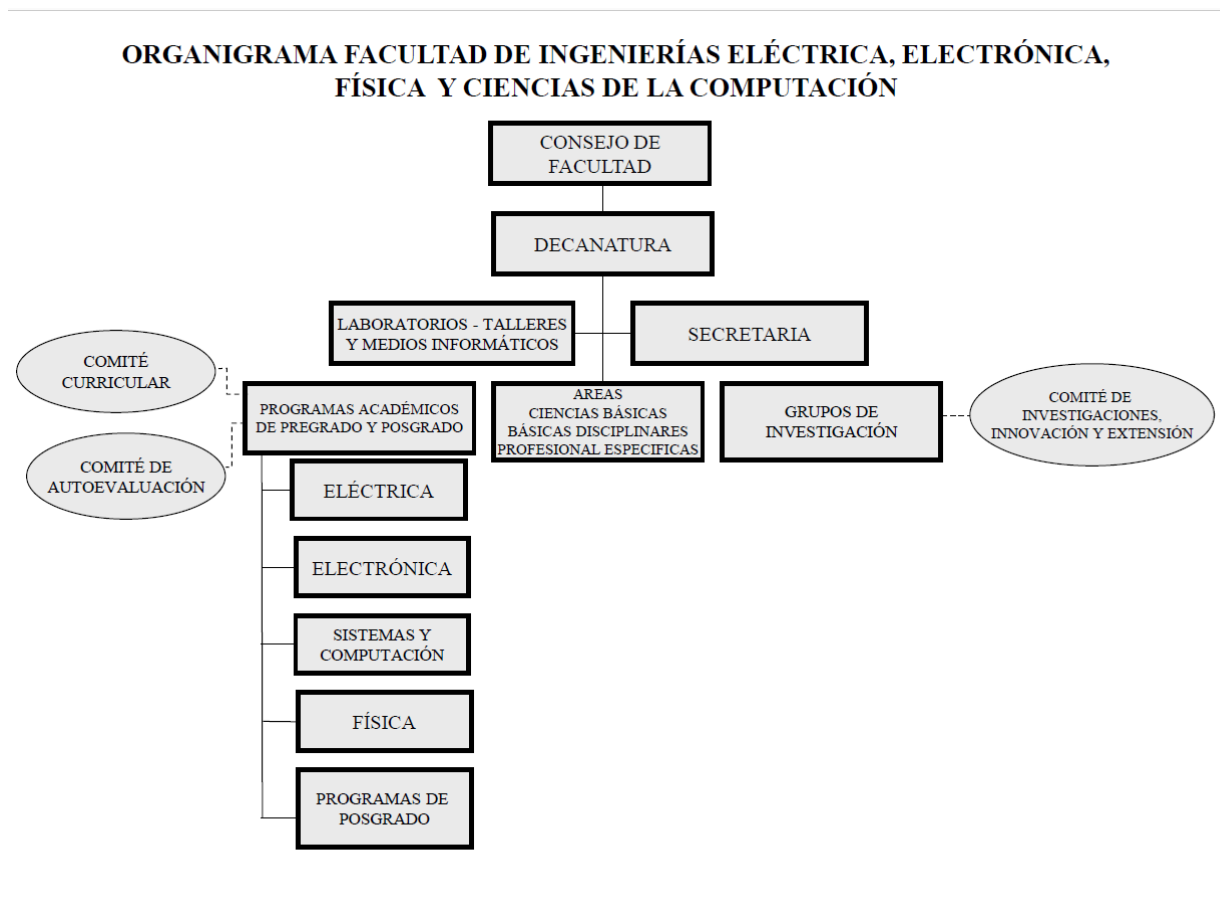 ORGANIGRAMA FACULTAD DE INGENIERÍAS ELÉCTRICA, ELECTRÓNICA,
FÍSICA Y CIENCIAS DE LA COMPUTACIÓN
CONSEJO DE
FACULTAD
DECANATURA
LABORATORIOS - TALLERES
Y MEDIOS INFORMÁTICOS
SECRETARIA
COMITÉ
CURRICULAR
PROGRAMAS ACADÉMICOS
DE PREGRADO Y POSGRADO
AREAS
CIENCIAS BÁSICAS
BÁSICAS DISCIPLINARES
PROFESIONAL ESPECIFICAS
GRUPOS DE
INVESTIGACIÓN
COMITÉ DE
INVESTIGACIONES,
INNOVACIÓN Y EXTENSIÓN
COMITÉ DE
AUTOEVALUACIÓN
ELÉCTRICA
ELECTRÓNICA
SISTEMAS Y
COMPUTACIÓN
FÍSICA
PROGRAMAS DE
POSGRADO